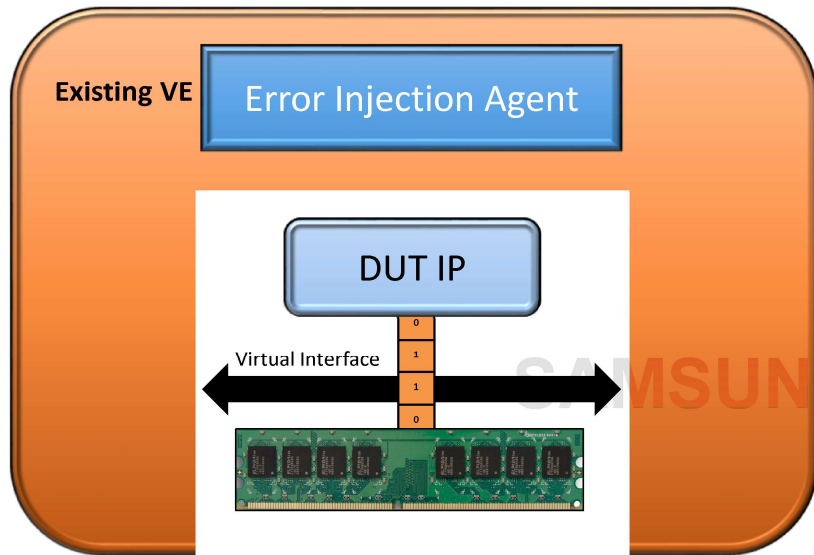 Existing VE
Error Injection Agent
DUT IP
0
1
Virtual Interface
1
0
SAMSUN